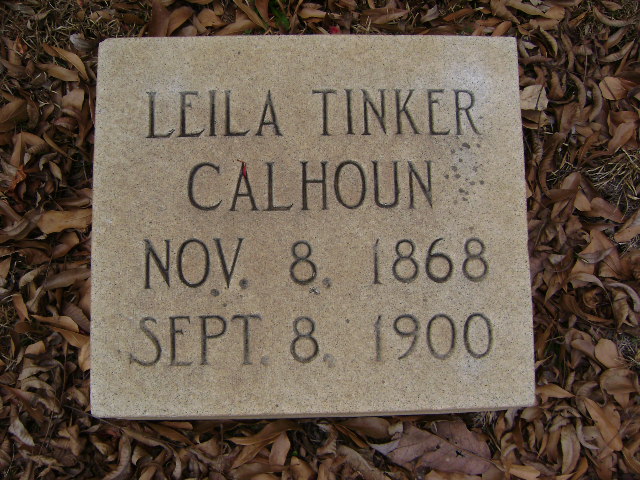 LEILA TINKER
CALHOUN
NOV. 8. 1868
SEPT. 8. 1900